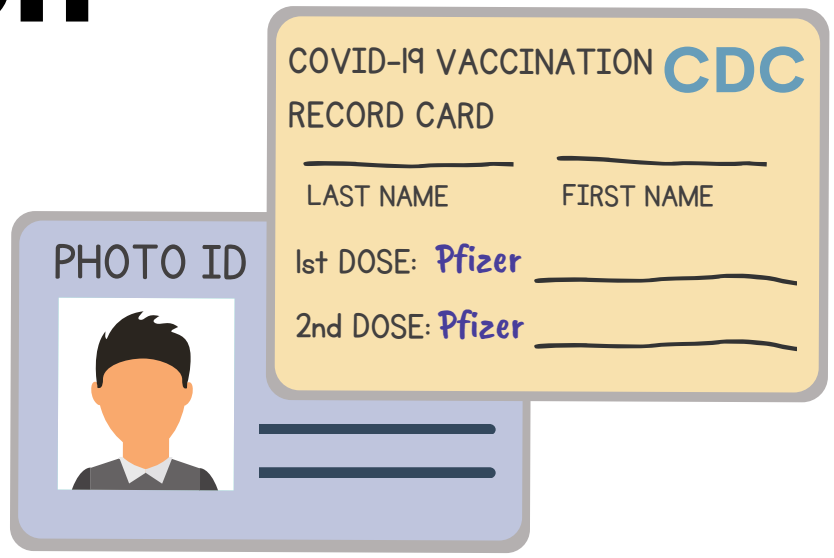 COVID-19 VACCINATION CDC
RECORD CARD
LAST NAME FIRST NAME
1st DOSE: Pfizer
2nd DOSE: Pfizer
PHOTO ID